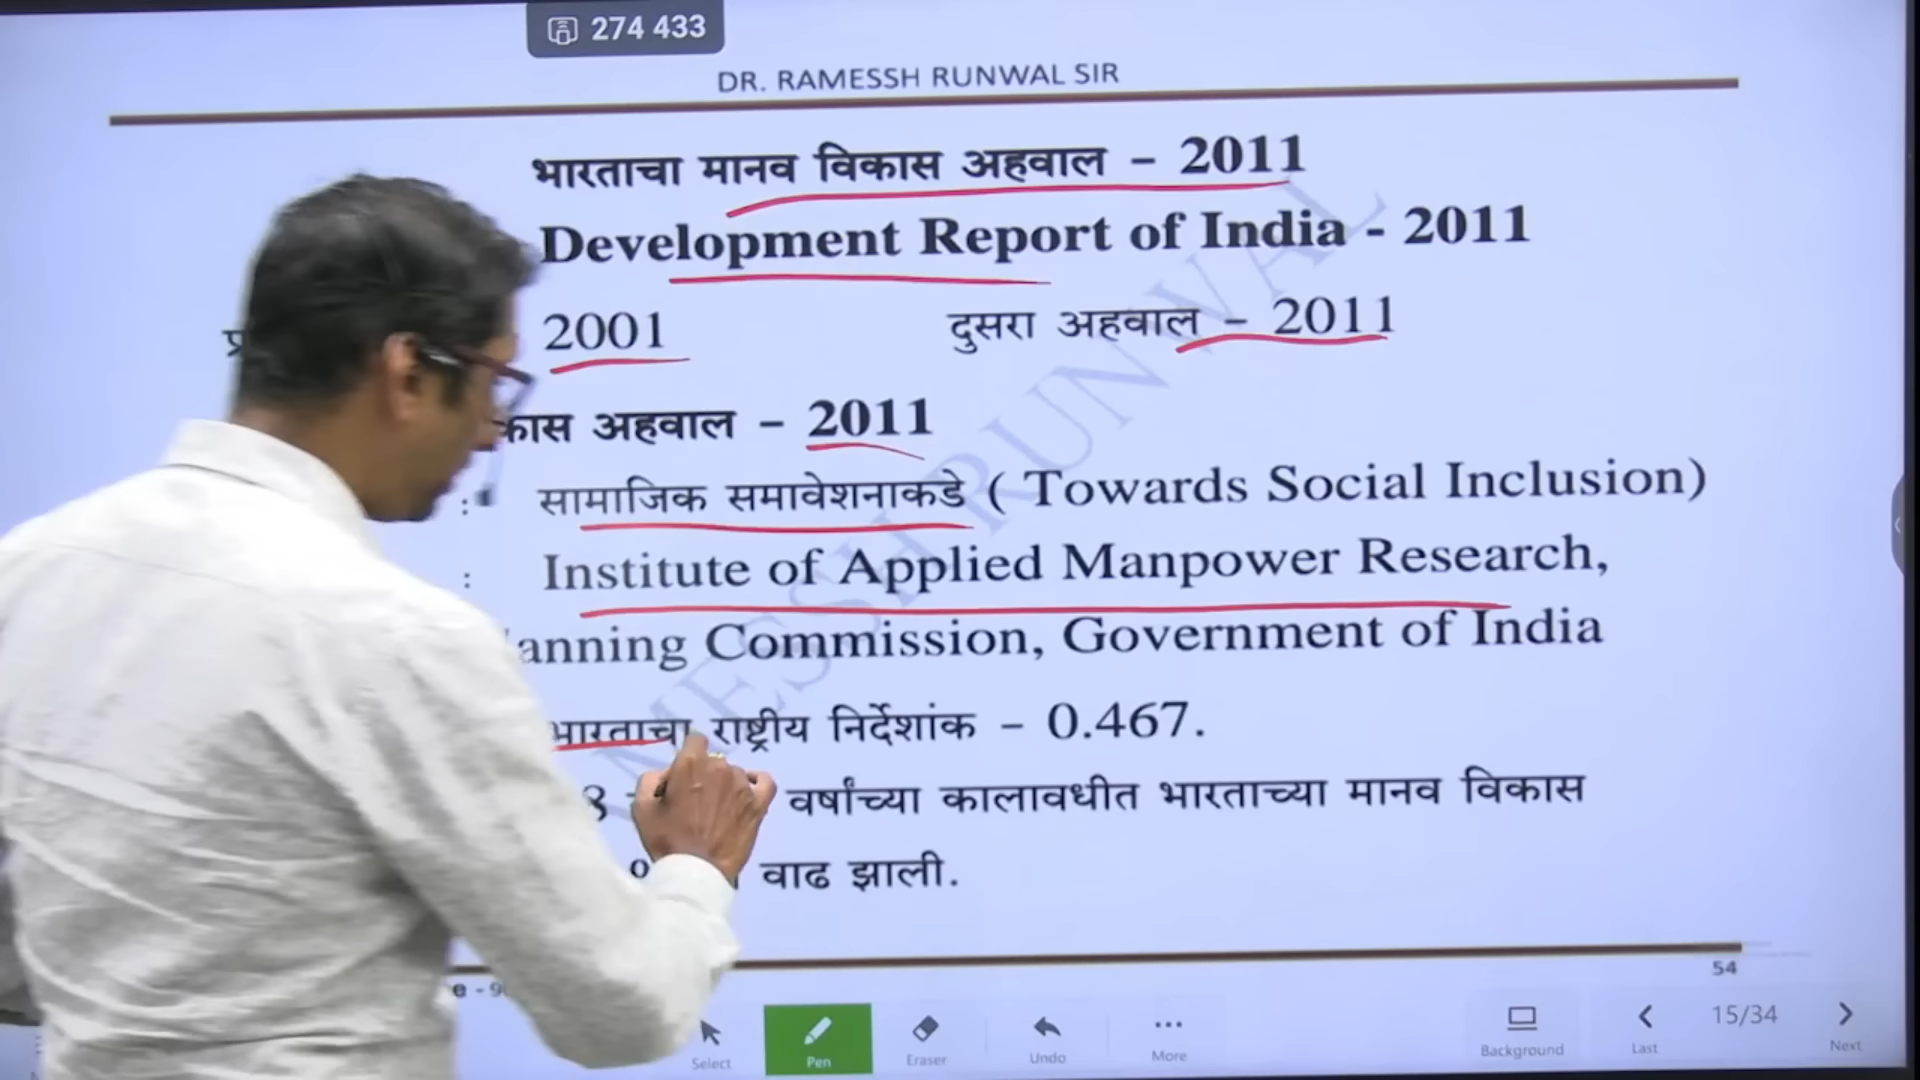 274 433
DR. RAMESSH RUNWAL SIR
भारताचा मानव विकास अहवाल – 2011
Development Report of India - 2011
2001 दुसरा अहवाल – 2011
अहवाल – 2011
: सामाजिक समावेशनाकडे ( Towards Social Inclusion)
: Institute of Applied Manpower Research,
Commission, Government of India
भारताचा राष्ट्रीय निर्देशांक – 0.467.
वर्षांच्या कालावधीत भारताच्या मानव विकास
वाढ झाली.
54
Select Pen Eraser Undo More Background Last 15/34 Next